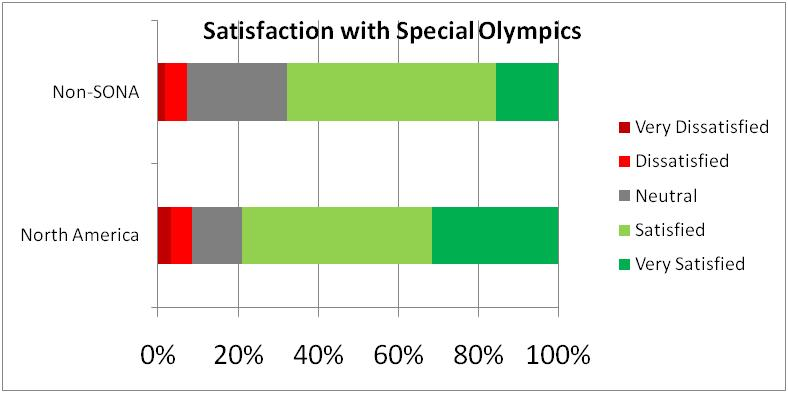 Satisfaction with Special Olympics
Non-SONA
North America
0% 20% 40% 60% 80% 100%
Very Dissatisfied
Dissatisfied
Neutral
Satisfied
Very Satisfied